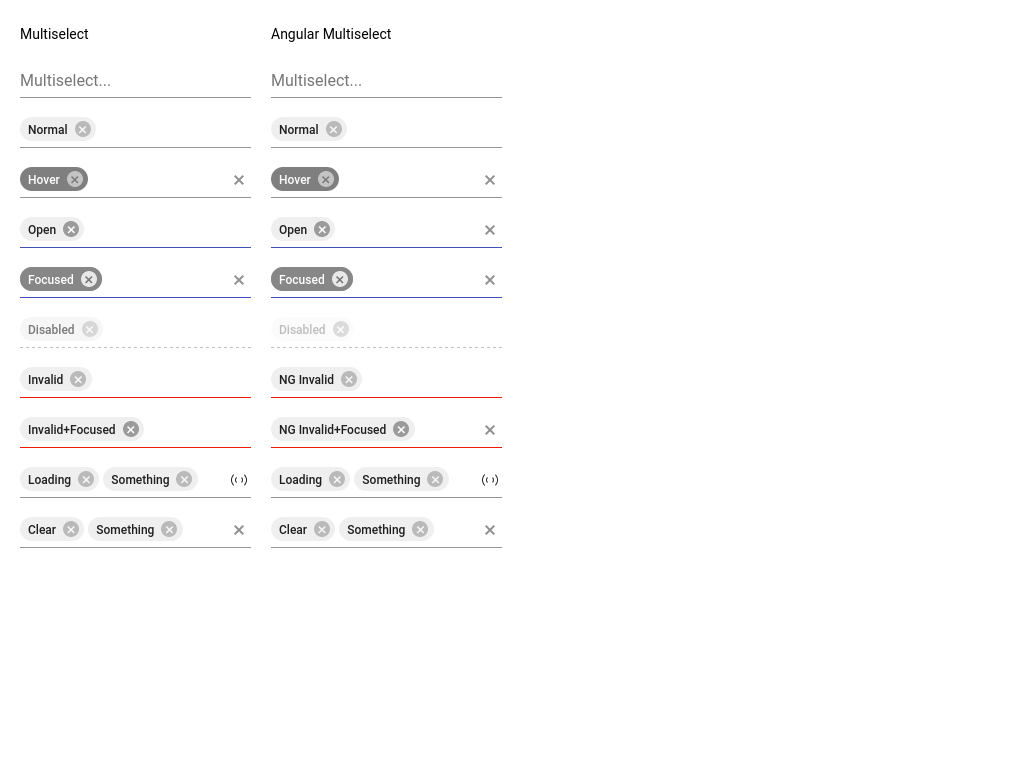 Multiselect Angular Multiselect
Multiselect... Multiselect...
Normal Normal
Hover Hover
Open Open
Focused Focused
Disabled Disabled
Invalid NG Invalid
Invalid+Focused NG Invalid+Focused
Loading Something Loading Something
Clear Something Clear Something